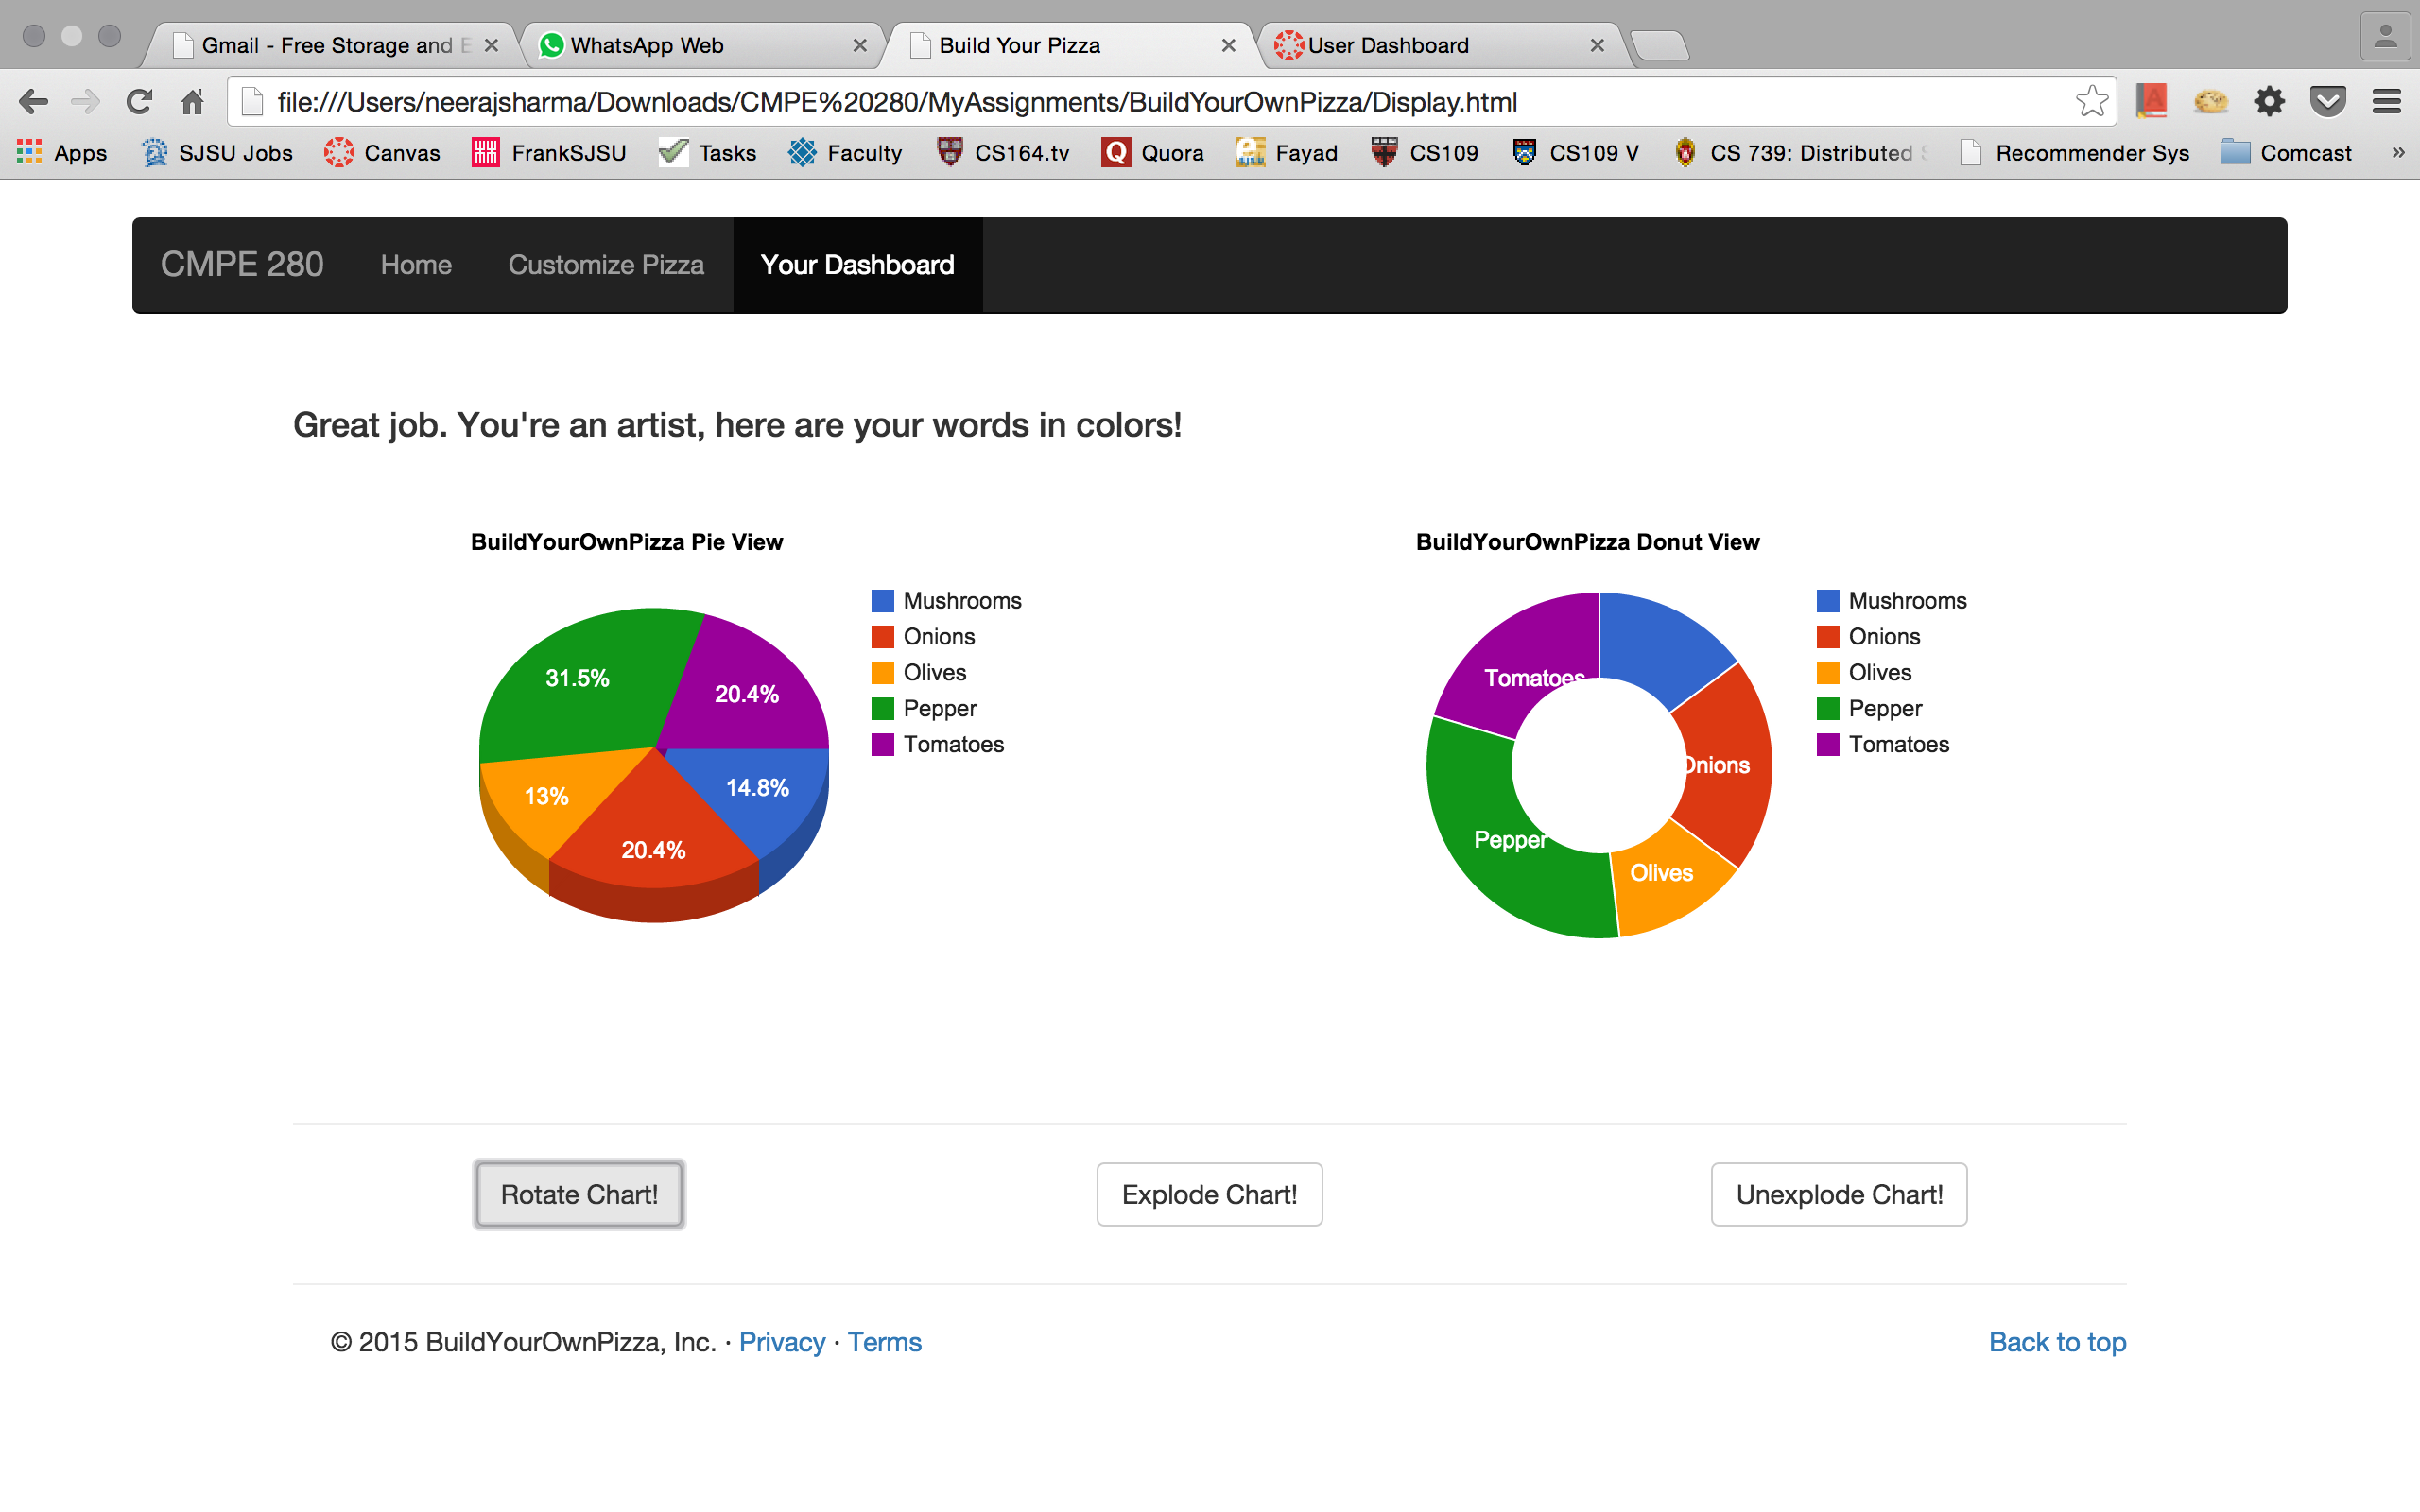 Gmail - Free Storage and E
WhatsApp Web
Build Your Pizza
User Dashboard
file:///Users/neerajsharma/Downloads/CMPE%20280/MyAssignments/BuildYourOwnPizza/Display.html
Apps SJSU Jobs Canvas FrankSJSU Tasks Faculty CS164.tv Quora Fayad CS109 CS109 V CS 739: Distributed S Recommender Sys Comcast »
CMPE 280 Home Customize Pizza Your Dashboard
Great job. You're an artist, here are your words in colors!
BuildYourOwnPizza Pie View
Mushrooms
Onions
Olives
Pepper
Tomatoes
31.5%
20.4%
14.8%
13%
20.4%
BuildYourOwnPizza Donut View
Mushrooms
Onions
Olives
Pepper
Tomatoes
Tomatoes
Onions
Pepper
Olives
Rotate Chart! Explode Chart! Unexplode Chart!
© 2015 BuildYourOwnPizza, Inc. · Privacy · Terms
Back to top